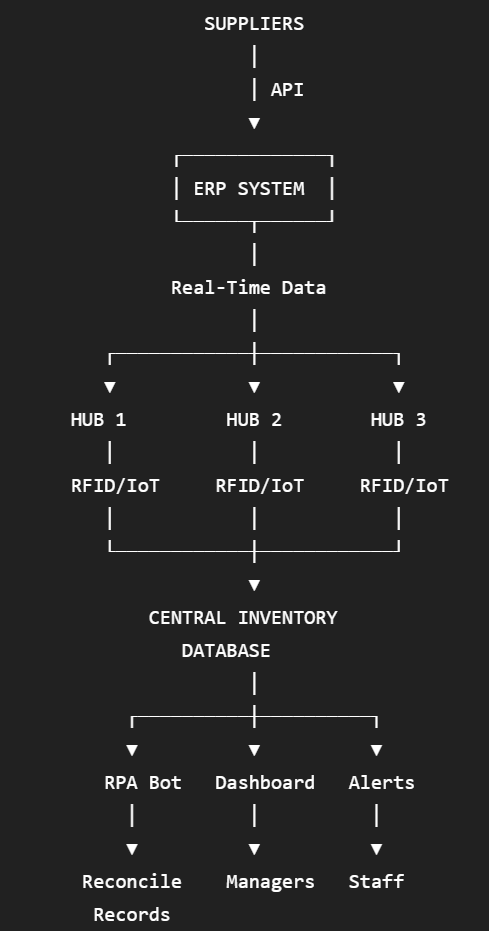 SUPPLIERS
API
ERP SYSTEM
Real-Time Data
HUB 1 HUB 2 HUB 3
RFID/IoT RFID/IoT RFID/IoT
CENTRAL INVENTORY
DATABASE
RPA Bot Dashboard Alerts
Reconcile Managers Staff
Records